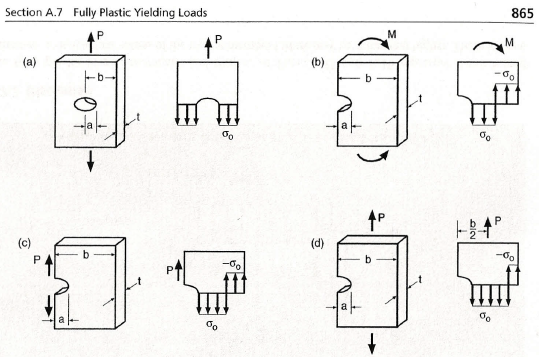 Section A.7 Fully Plastic Yielding Loads 865
(a) P b a t P σo
(b) M b a t M −σo σo
(c) P b a t P −σo σo
(d) P b a t b/2 P −σo σo